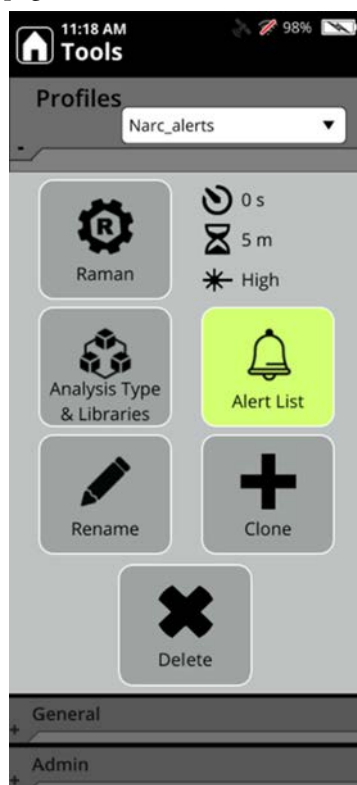 11:18 AM
98%
Tools
Profiles
Narc_alerts
-
R
Raman
0 s
5 m
High
Analysis Type
& Libraries
Alert List
Rename
Clone
Delete
General
+
Admin
+